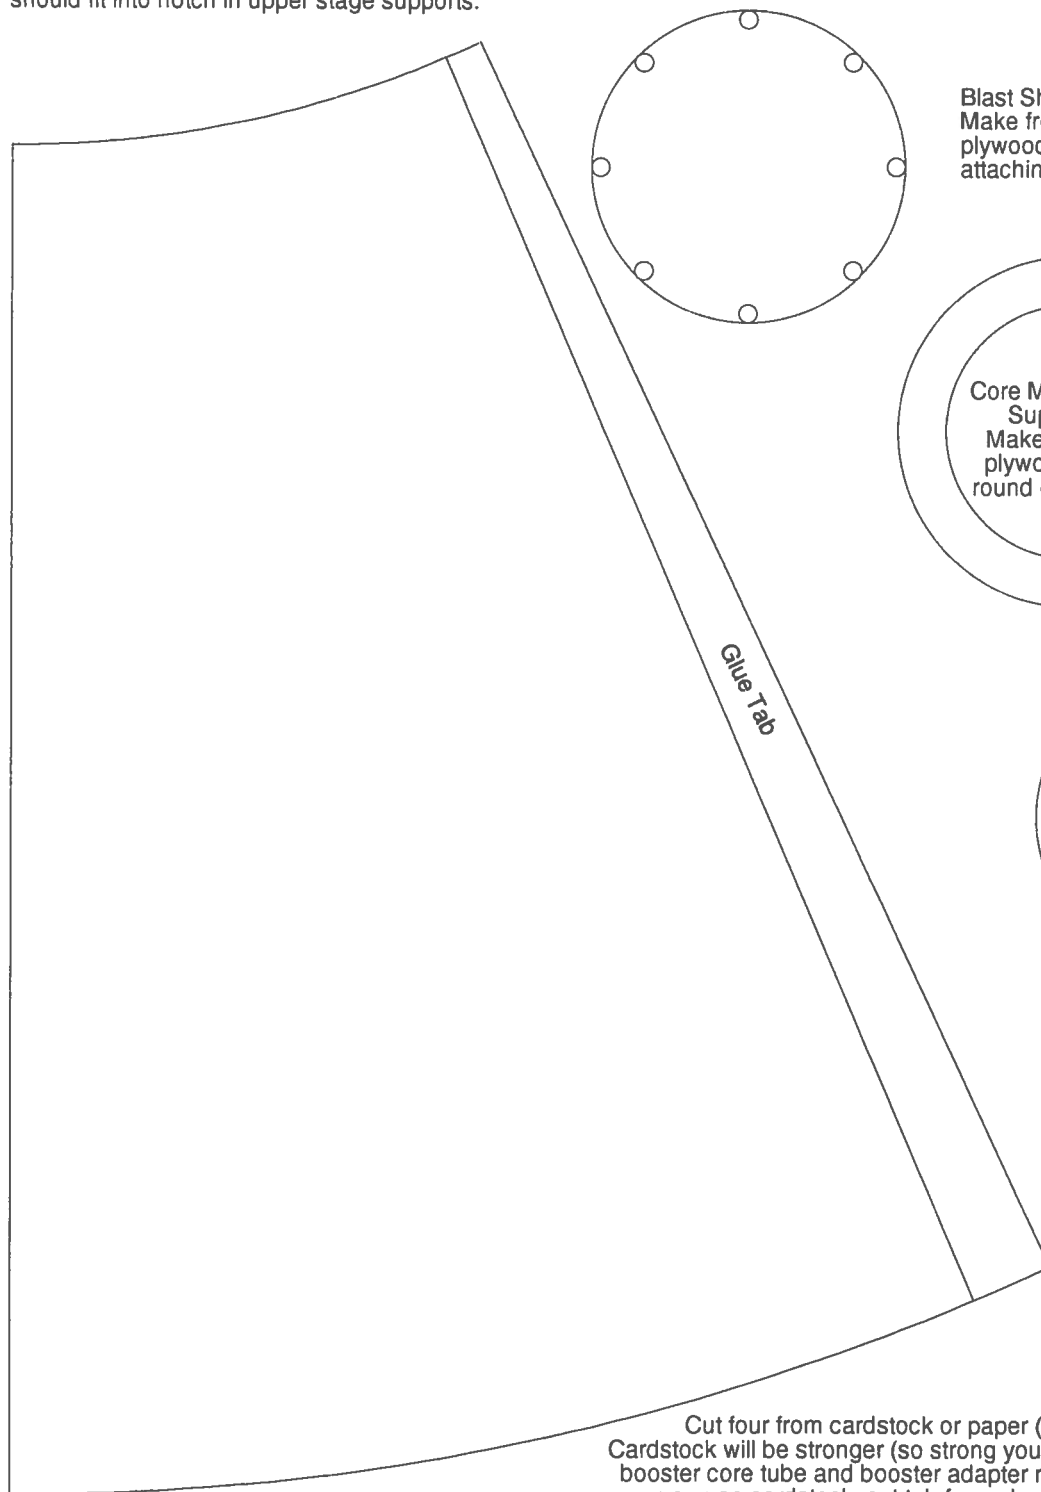 should fit into notch in upper stage supports.
Blast Sh
Make fr
plywood
attachin
Core M
Sup
Make
plywo
round
Glue Tab
Cut four from cardstock or paper (
Cardstock will be stronger (so strong you
booster core tube and booster adapter r